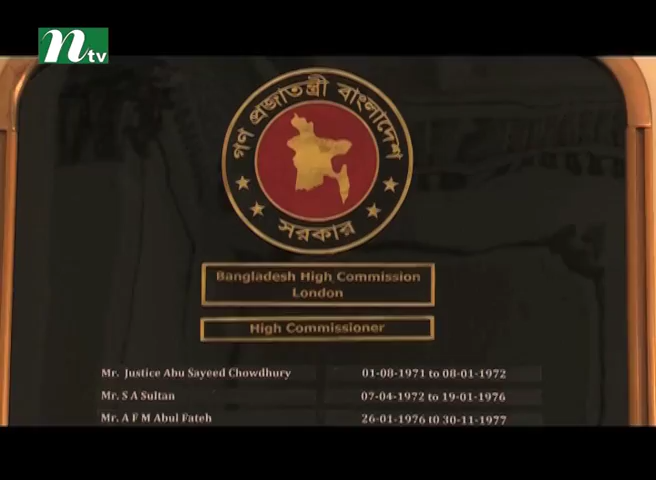 ntv
গণ প্রজাতন্ত্রী বাংলাদেশ
সরকার
Bangladesh High Commission
London
High Commissioner
Mr. Justice Abu Sayeed Chowdhury 01-08-1971 to 08-01-1972
Mr. S A Sultan 07-04-1972 to 19-01-1976
Mr. A F M Abul Fateh 26-01-1976 t0 30-11-1977